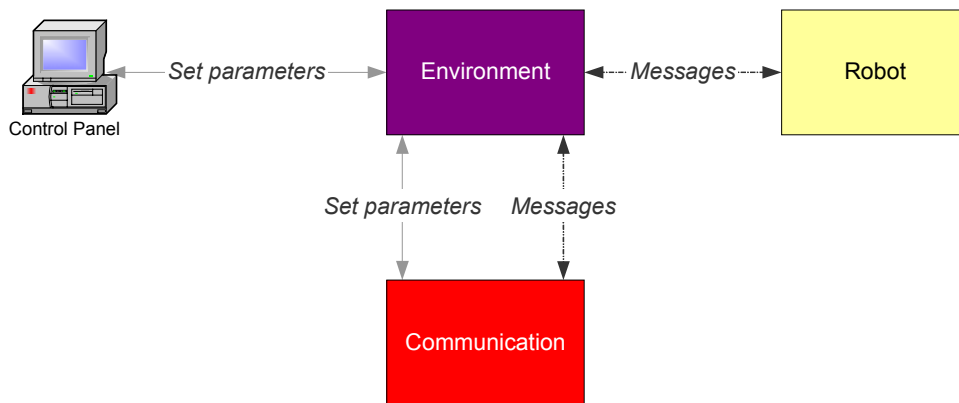 Set parameters
Environment
Messages
Robot
Control Panel
Set parameters
Messages
Communication